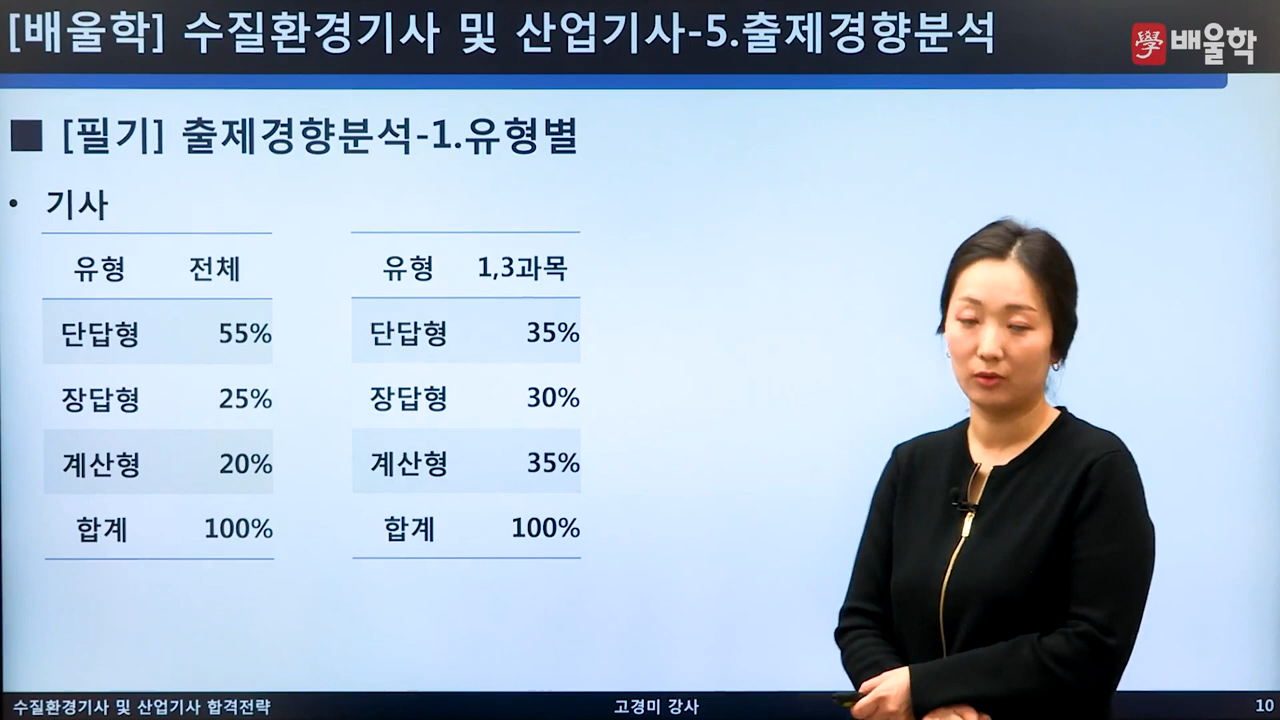 [배울학] 수질환경기사 및 산업기사-5.출제경향분석
學 배울학
■ [필기] 출제경향분석-1.유형별
• 기사
유형 전체
단답형 55%
장답형 25%
계산형 20%
합계 100%
유형 1,3과목
단답형 35%
장답형 30%
계산형 35%
합계 100%
수질환경기사 및 산업기사 합격전략
고경미 강사
10